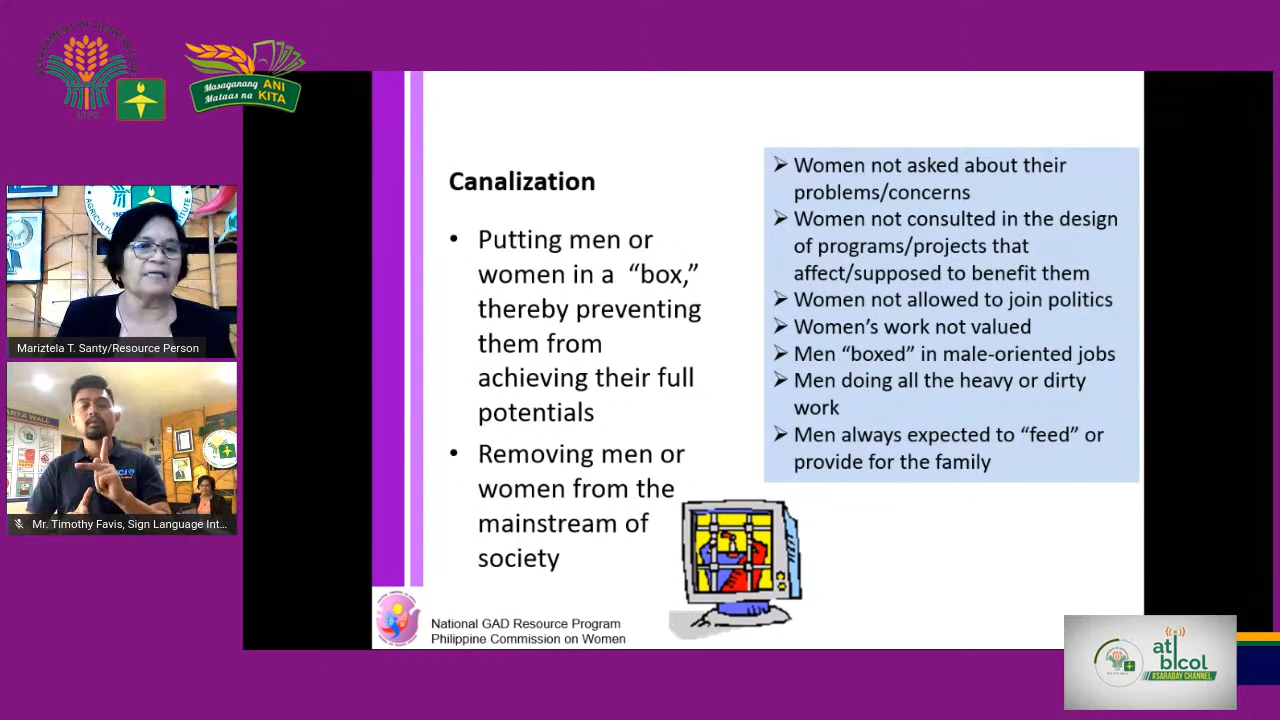 1898
Masaganang ANI
Mataas na KITA
Mariztela T. Santy/Resource Person
ARTA WALL
Mr. Timothy Favis, Sign Language Int...
Canalization
• Putting men or
women in a “box,”
thereby preventing
them from
achieving their full
potentials
• Removing men or
women from the
mainstream of
society
➢ Women not asked about their
problems/concerns
➢ Women not consulted in the design
of programs/projects that
affect/supposed to benefit them
➢ Women not allowed to join politics
➢ Women’s work not valued
➢ Men “boxed” in male-oriented jobs
➢ Men doing all the heavy or dirty
work
➢ Men always expected to “feed” or
provide for the family
National GAD Resource Program
Philippine Commission on Women
ati
bicol
#SARABAY CHANNEL